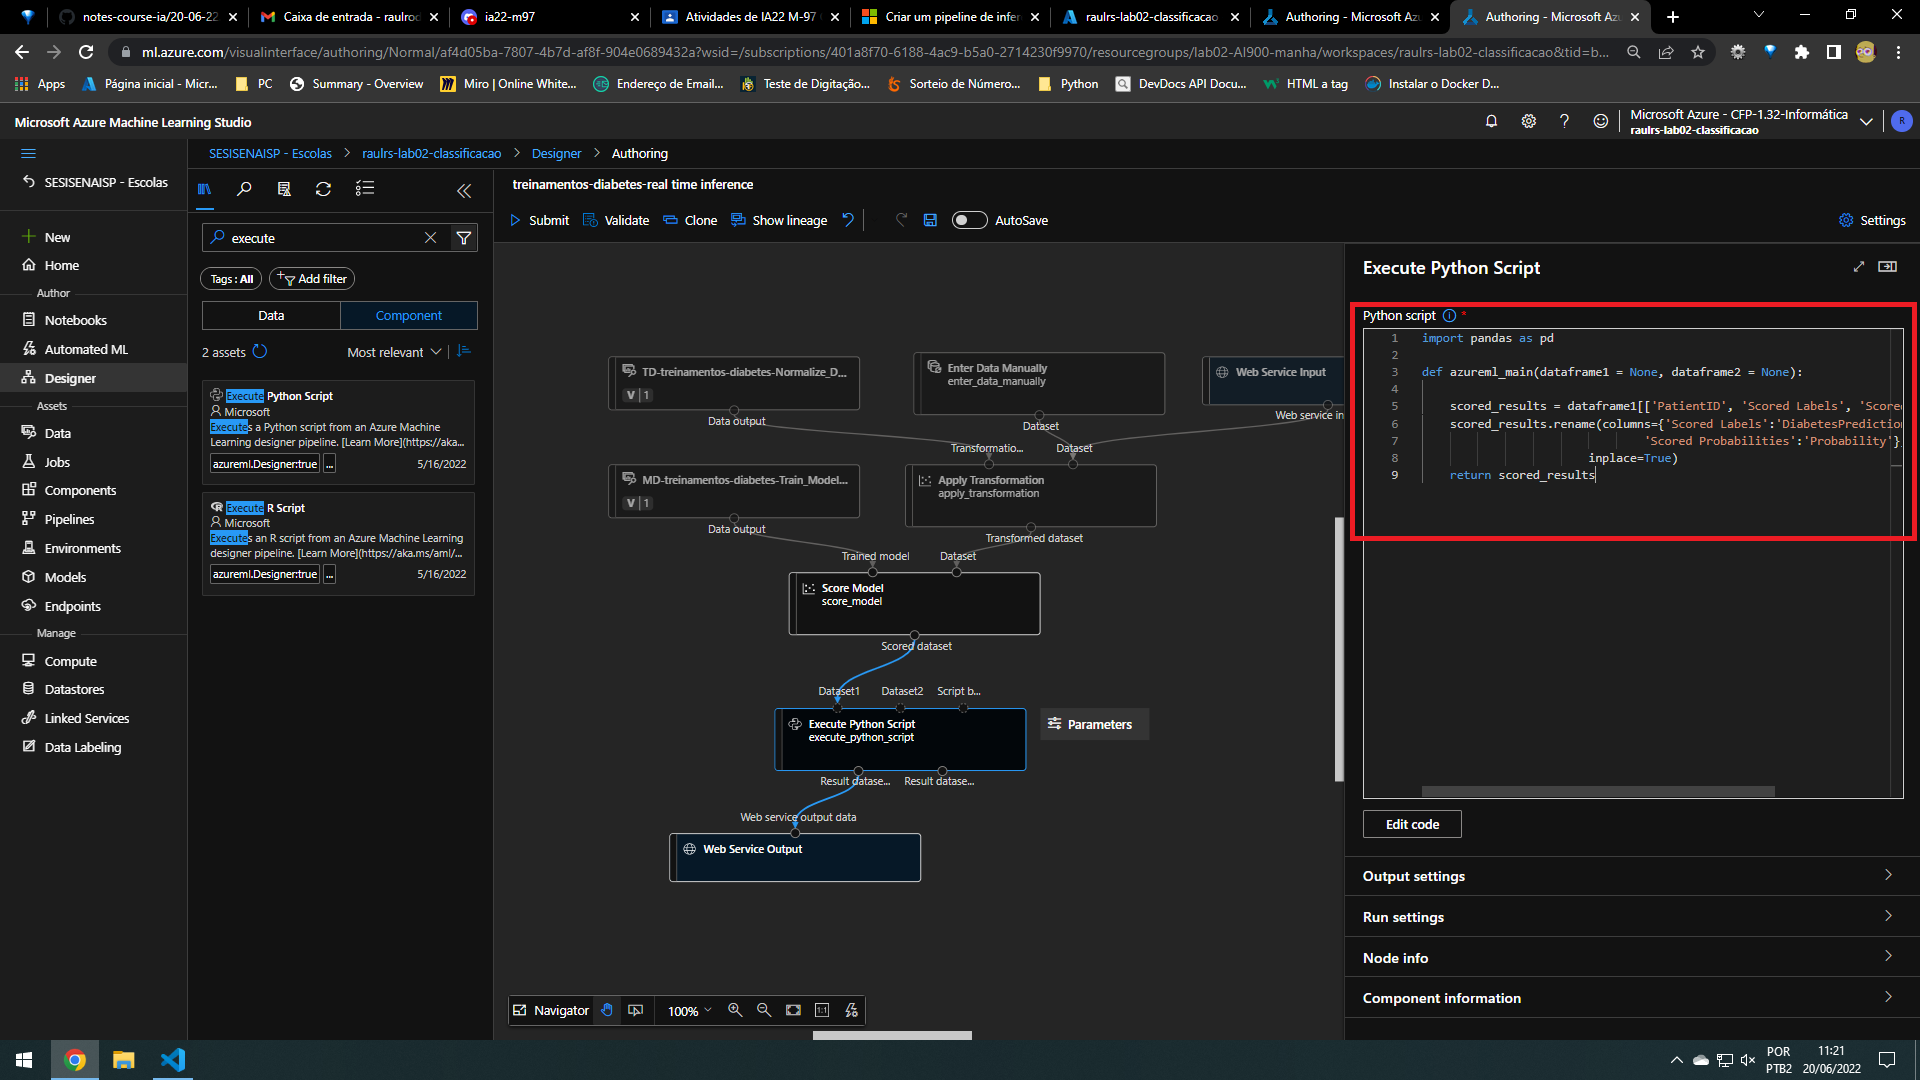 notes-course-ia/20-06-22
Caixa de entrada - raulrod
ia22-m97
Atividades de IA22 M-97
Criar um pipeline de infer
raulrs-lab02-classificacao
Authoring - Microsoft Az
Authoring - Microsoft Azu
ml.azure.com/visualinterface/authoring/Normal/af4d05ba-7807-4b7d-af8f-904e0689432a?wsid=/subscriptions/401a8f70-6188-4ac9-b5a0-2714230f9970/resourcegroups/lab02-AI900-manha/workspaces/raulrs-lab02-classificacao&tid=b...
Apps
Página inicial - Micr...
PC
Summary - Overview
Miro | Online White...
Endereço de Email...
Teste de Digitação...
Sorteio de Número...
Python
DevDocs API Docu...
HTML a tag
Instalar o Docker D...
Microsoft Azure Machine Learning Studio
Microsoft Azure - CFP-1.32-Informática
raulrs-lab02-classificacao
R
SESISENAISP - Escolas
New
Home
Author
Notebooks
Automated ML
Designer
Assets
Data
Jobs
Components
Pipelines
Environments
Models
Endpoints
Manage
Compute
Datastores
Linked Services
Data Labeling
SESISENAISP - Escolas > raulrs-lab02-classificacao > Designer > Authoring
execute
Tags : All
Add filter
Data
Component
2 assets
Most relevant
Execute Python Script
Microsoft
Executes a Python script from an Azure Machine
Learning designer pipeline. [Learn More](https://aka...
azureml.Designer:true
...
5/16/2022
Execute R Script
Microsoft
Executes an R script from an Azure Machine Learning
designer pipeline. [Learn More](https://aka.ms/aml/...
azureml.Designer:true
...
5/16/2022
treinamentos-diabetes-real time inference
Submit
Validate
Clone
Show lineage
AutoSave
Settings
TD-treinamentos-diabetes-Normalize_D...
V | 1
Data output
Enter Data Manually
enter_data_manually
Dataset
Web Service Input
Web service in
Transformatio...
Dataset
MD-treinamentos-diabetes-Train_Model...
V | 1
Data output
Apply Transformation
apply_transformation
Transformed dataset
Trained model
Dataset
Score Model
score_model
Scored dataset
Dataset1
Dataset2
Script b...
Execute Python Script
execute_python_script
Parameters
Result datase...
Result datase...
Web service output data
Web Service Output
Navigator
100%
1:1
Execute Python Script
Python script
*
1 import pandas as pd
2
3 def azureml_main(dataframe1 = None, dataframe2 = None):
4
5 scored_results = dataframe1[['PatientID', 'Scored Labels', 'Score
6 scored_results.rename(columns={'Scored Labels':'DiabetesPrediction
7 'Scored Probabilities':'Probability'},
8 inplace=True)
9 return scored_results
Edit code
Output settings
Run settings
Node info
Component information
POR
PTB2
11:21
20/06/2022